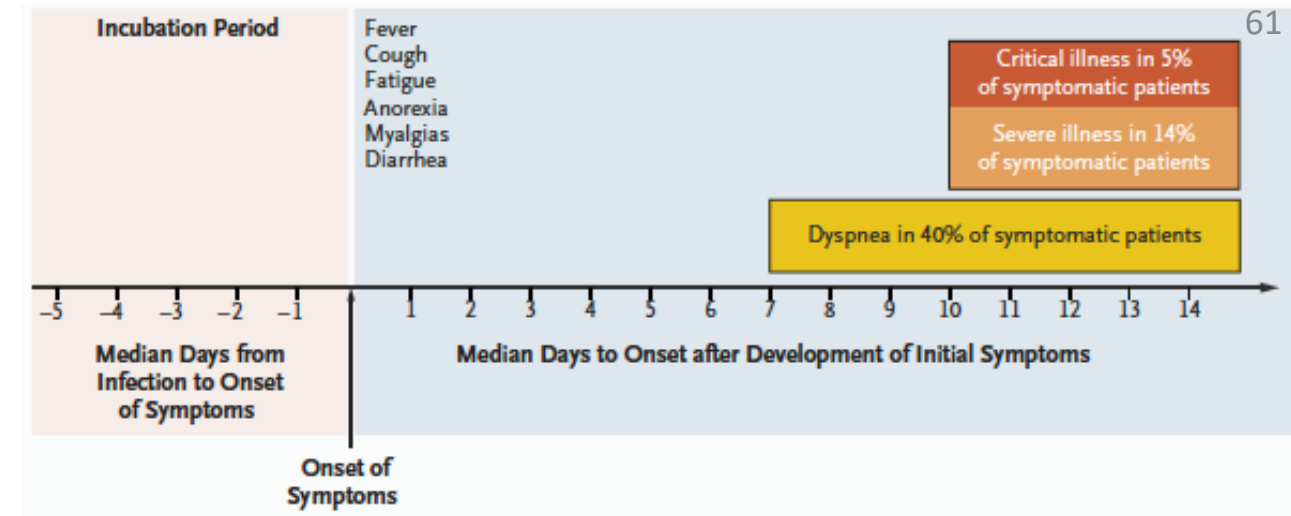 61
Incubation Period
Fever
Cough
Fatigue
Anorexia
Myalgias
Diarrhea
Critical illness in 5%
of symptomatic patients
Severe illness in 14%
of symptomatic patients
Dyspnea in 40% of symptomatic patients
–5 –4 –3 –2 –1 1 2 3 4 5 6 7 8 9 10 11 12 13 14
Median Days from
Infection to Onset
of Symptoms
Median Days to Onset after Development of Initial Symptoms
Onset of
Symptoms